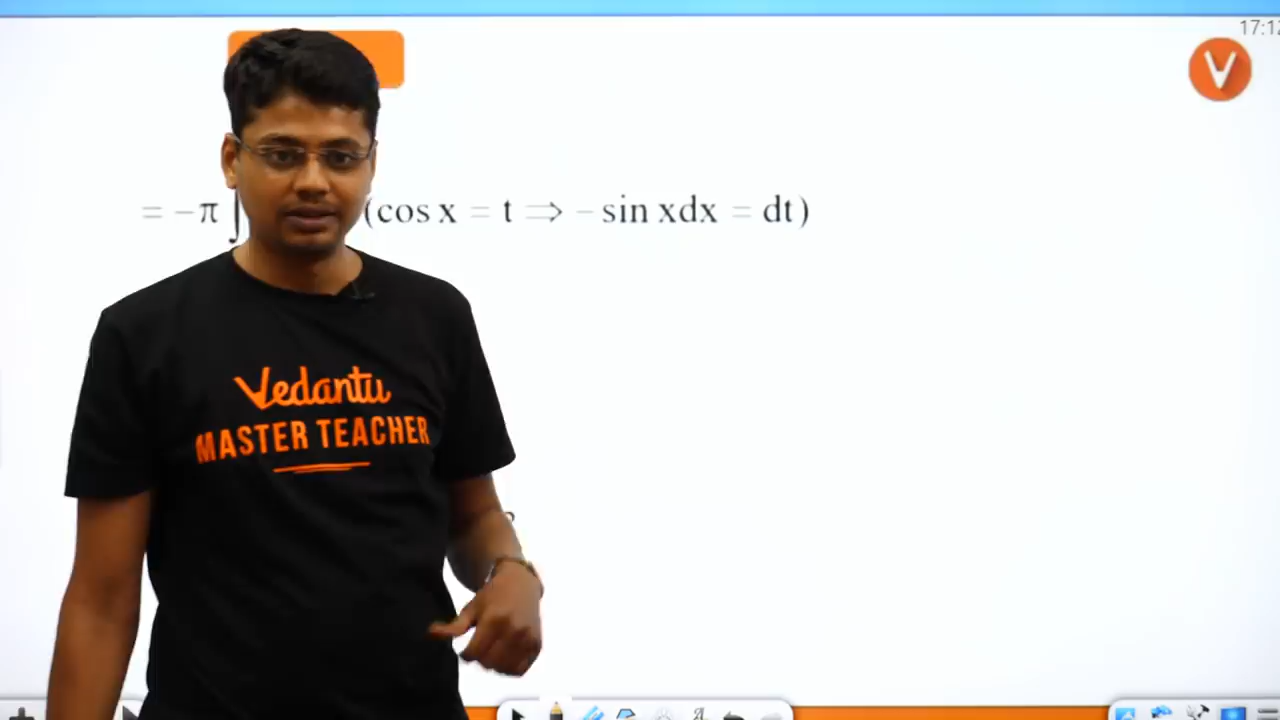 17:12
V
= −π ∫ (cos x = t ⇒ − sin xdx = dt)
Vedantu
MASTER TEACHER